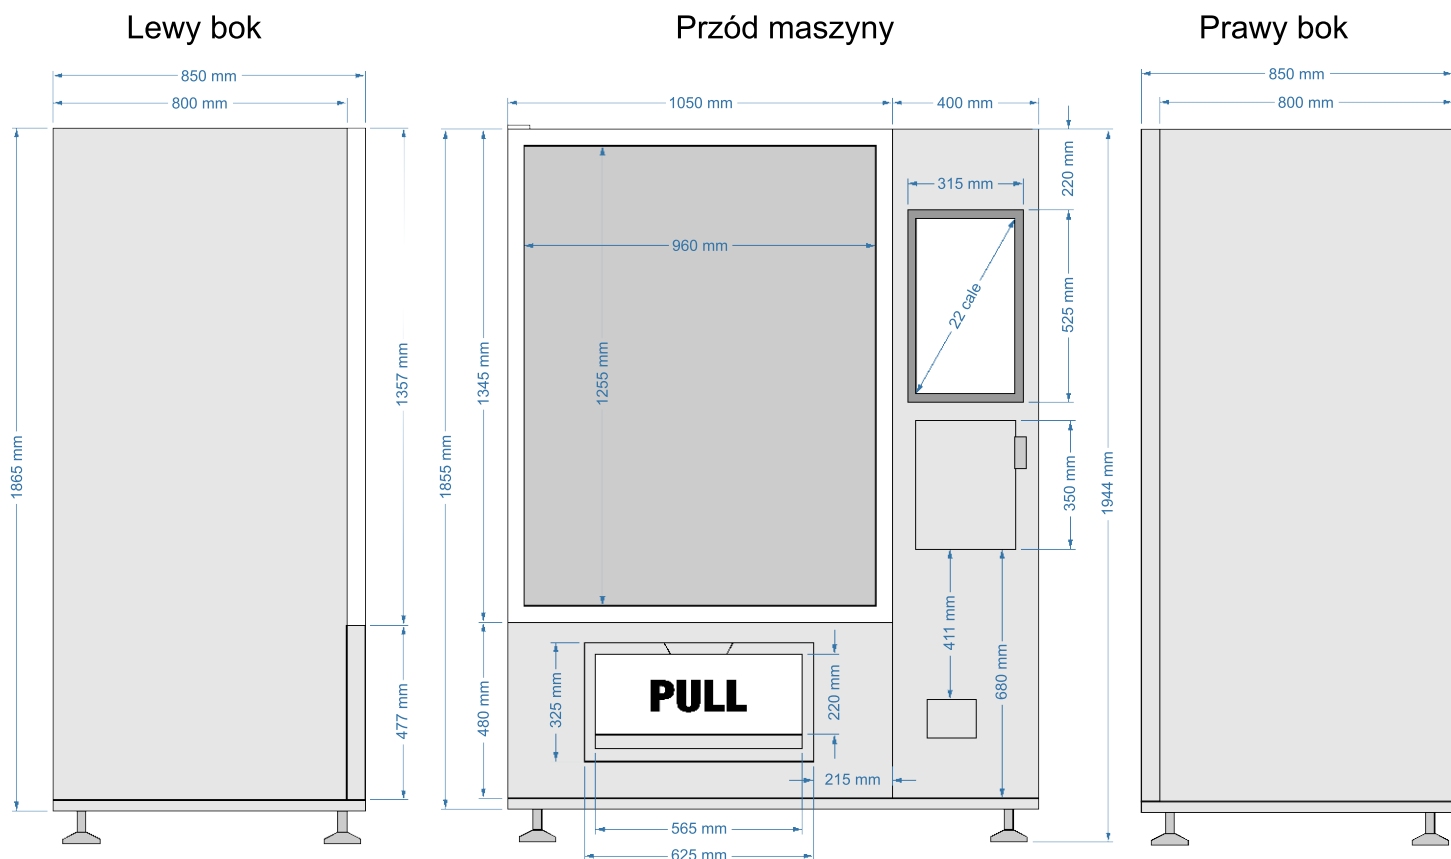 Lewy bok
Przód maszyny
Prawy bok
850 mm
800 mm
1865 mm
1357 mm
477 mm
1050 mm
400 mm
1855 mm
1345 mm
480 mm
1255 mm
960 mm
315 mm
22 cale
220 mm
525 mm
350 mm
1944 mm
411 mm
680 mm
325 mm
PULL
220 mm
215 mm
565 mm
625 mm
850 mm
800 mm